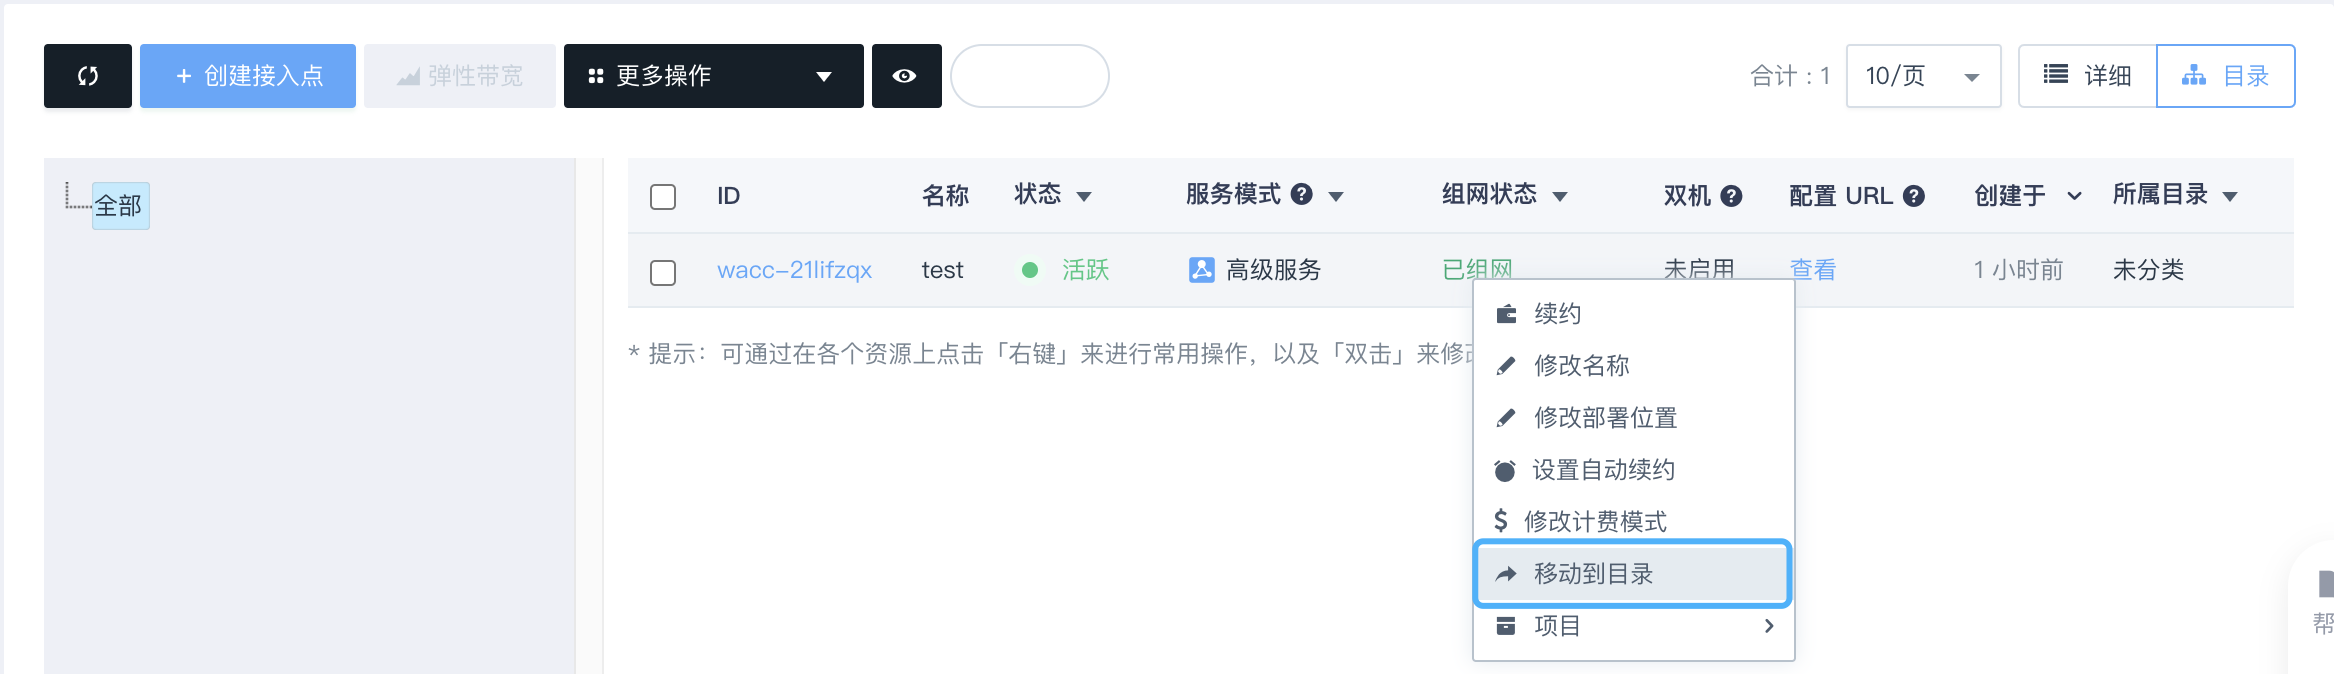 + 创建接入点 弹性带宽 更多操作 合计：1 10/页 详细 目录
全部
ID 名称 状态 服务模式 组网状态 双机 配置 URL 创建于 所属目录
wacc-21lifzqx test 活跃 高级服务 已组网 未启用 查看 1 小时前 未分类
* 提示：可通过在各个资源上点击「右键」来进行常用操作，以及「双击」来修改
续约
修改名称
修改部署位置
设置自动续约
修改计费模式
移动到目录
项目
帮